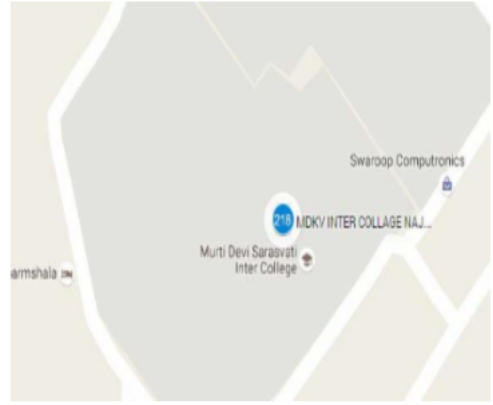 Swaroop Computronics
218
MDKV INTER COLLAGE NAJ...
Murti Devi Sarasvati
Inter College
armshala